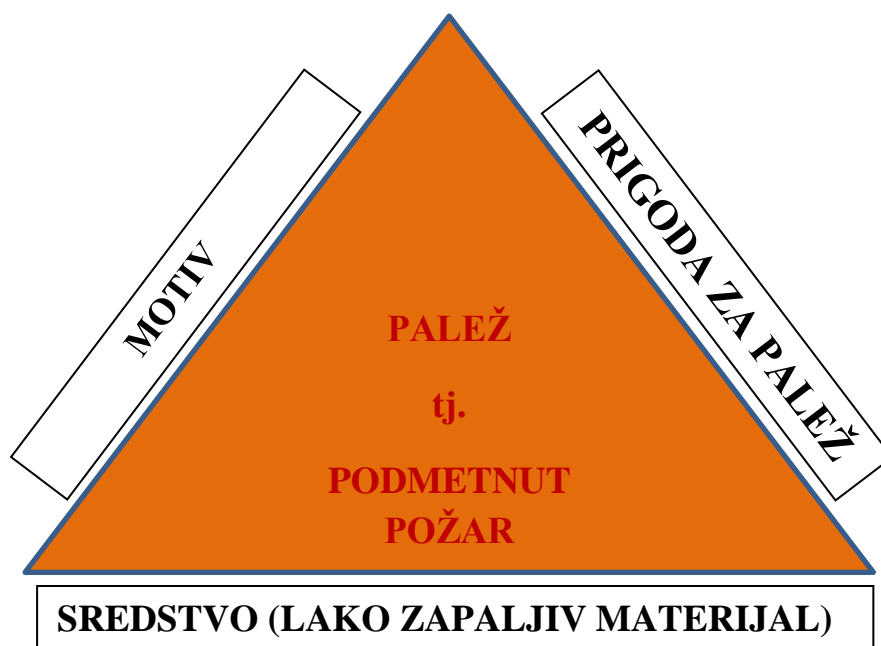 MOTIV
PRIGODA ZA PALEŽ
PALEŽ
tj.
PODMETNUT
POŽAR
SREDSTVO (LAKO ZAPALJIV MATERIJAL)